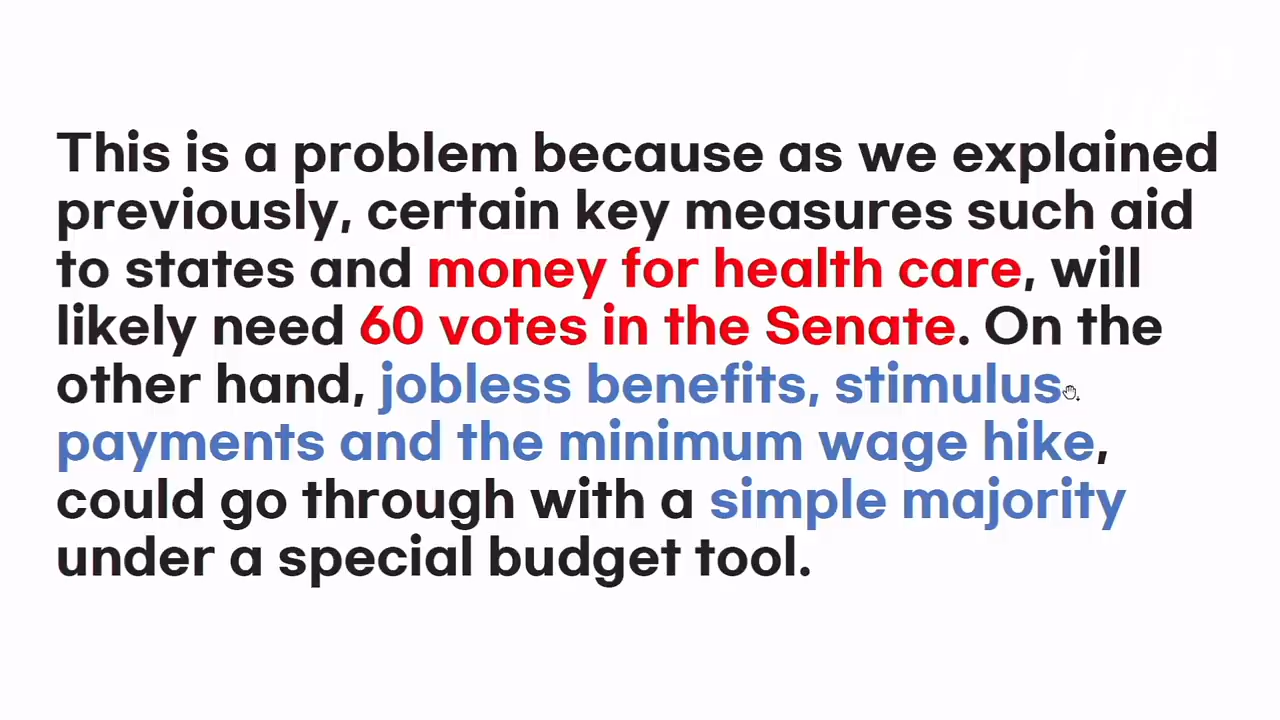 This is a problem because as we explained
previously, certain key measures such aid
to states and money for health care, will
likely need 60 votes in the Senate. On the
other hand, jobless benefits, stimulus
payments and the minimum wage hike,
could go through with a simple majority
under a special budget tool.